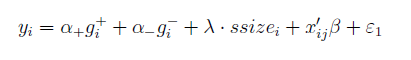 y_i = α_+ g_i^+ + α_- g_i^- + λ · ssize_i + x'_{ij} β + ε_1